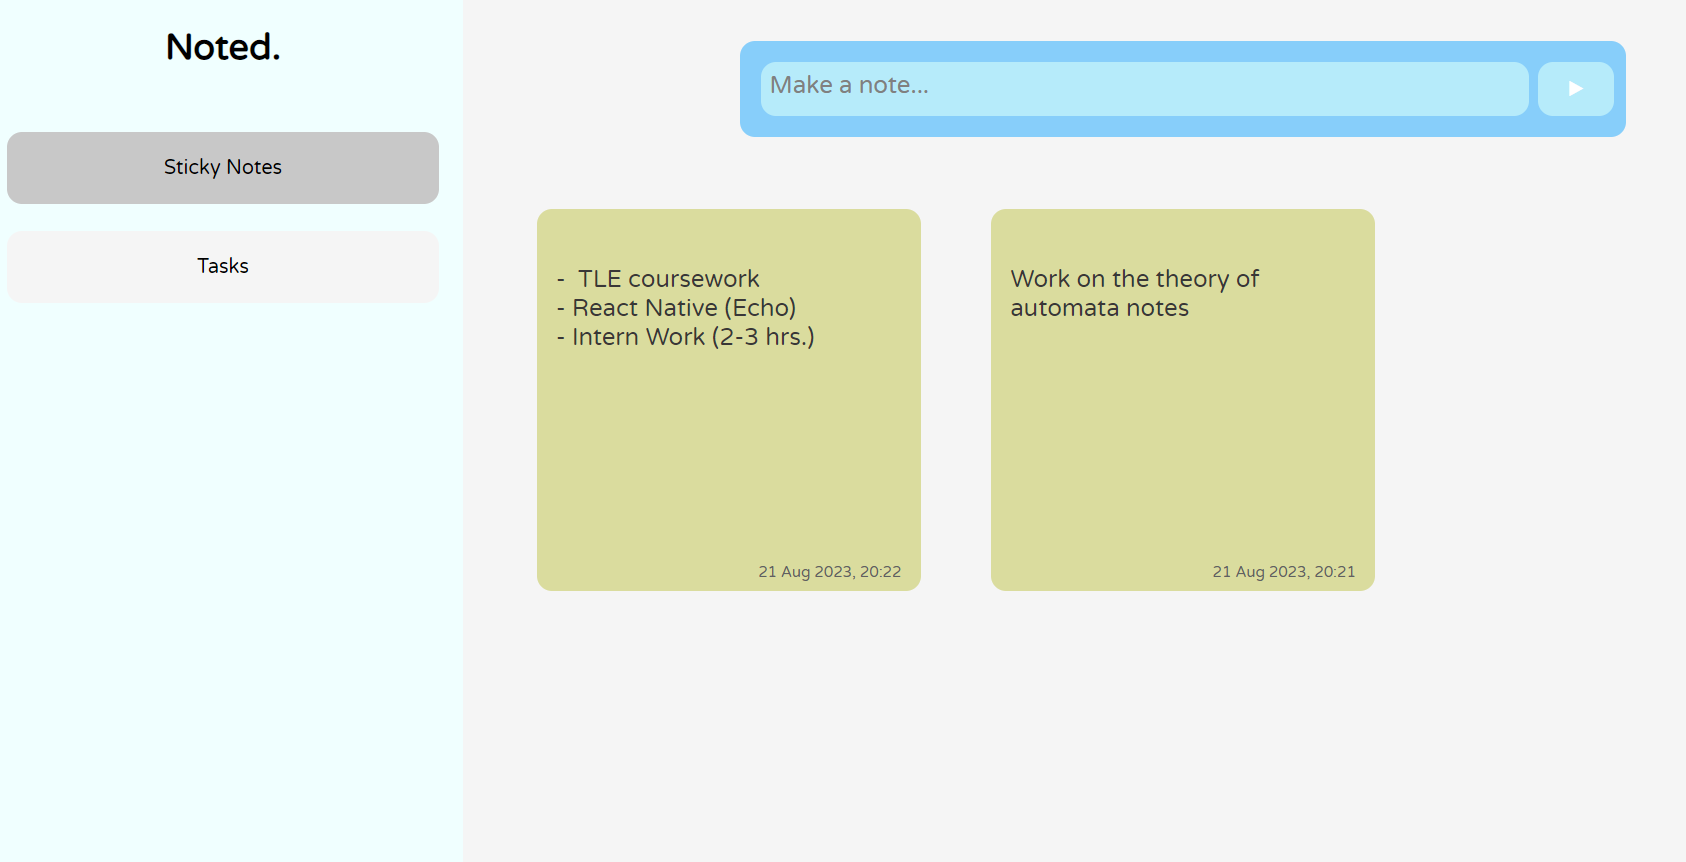 Noted.
Sticky Notes
Tasks
Make a note...
-  TLE coursework
- React Native (Echo)
- Intern Work (2-3 hrs.)
21 Aug 2023, 20:22
Work on the theory of
automata notes
21 Aug 2023, 20:21